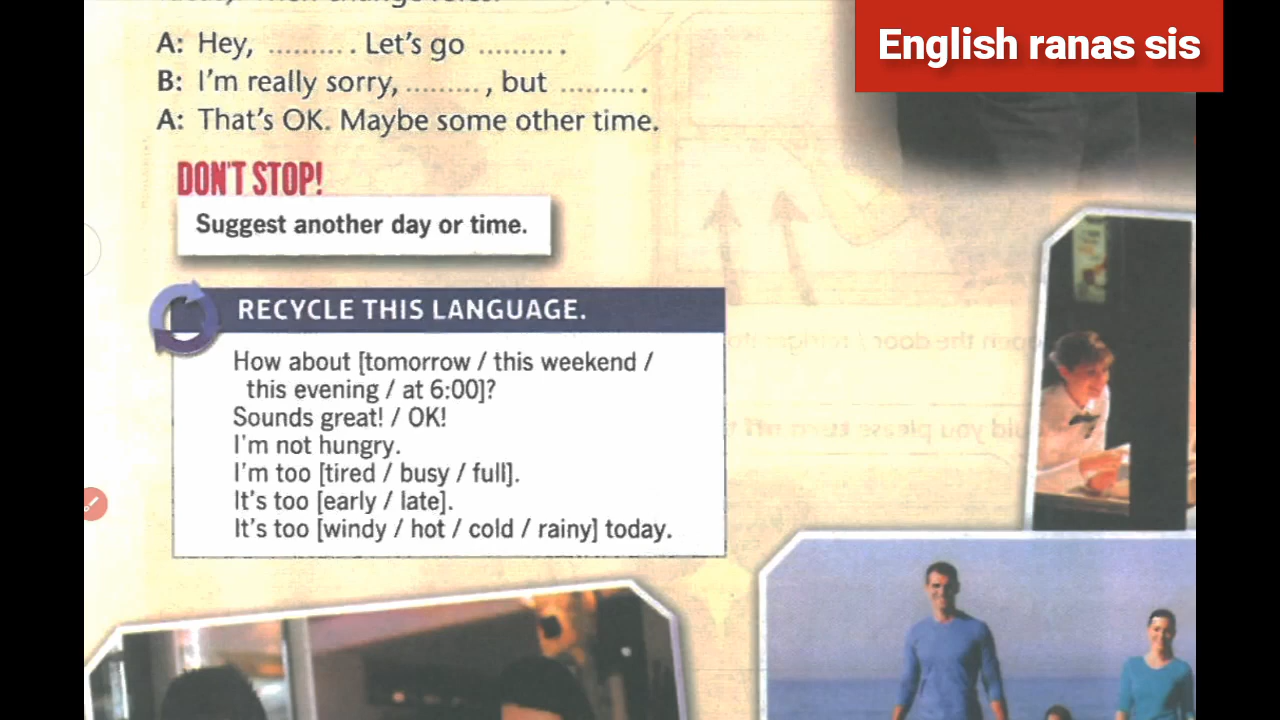 English ranas sis
A: Hey, .......... . Let's go .......... .
B: I'm really sorry, .........., but .......... .
A: That's OK. Maybe some other time.
DON'T STOP!
Suggest another day or time.
RECYCLE THIS LANGUAGE.
How about [tomorrow / this weekend /
this evening / at 6:00]?
Sounds great! / OK!
I'm not hungry.
I'm too [tired / busy / full].
It's too [early / late].
It's too [windy / hot / cold / rainy] today.